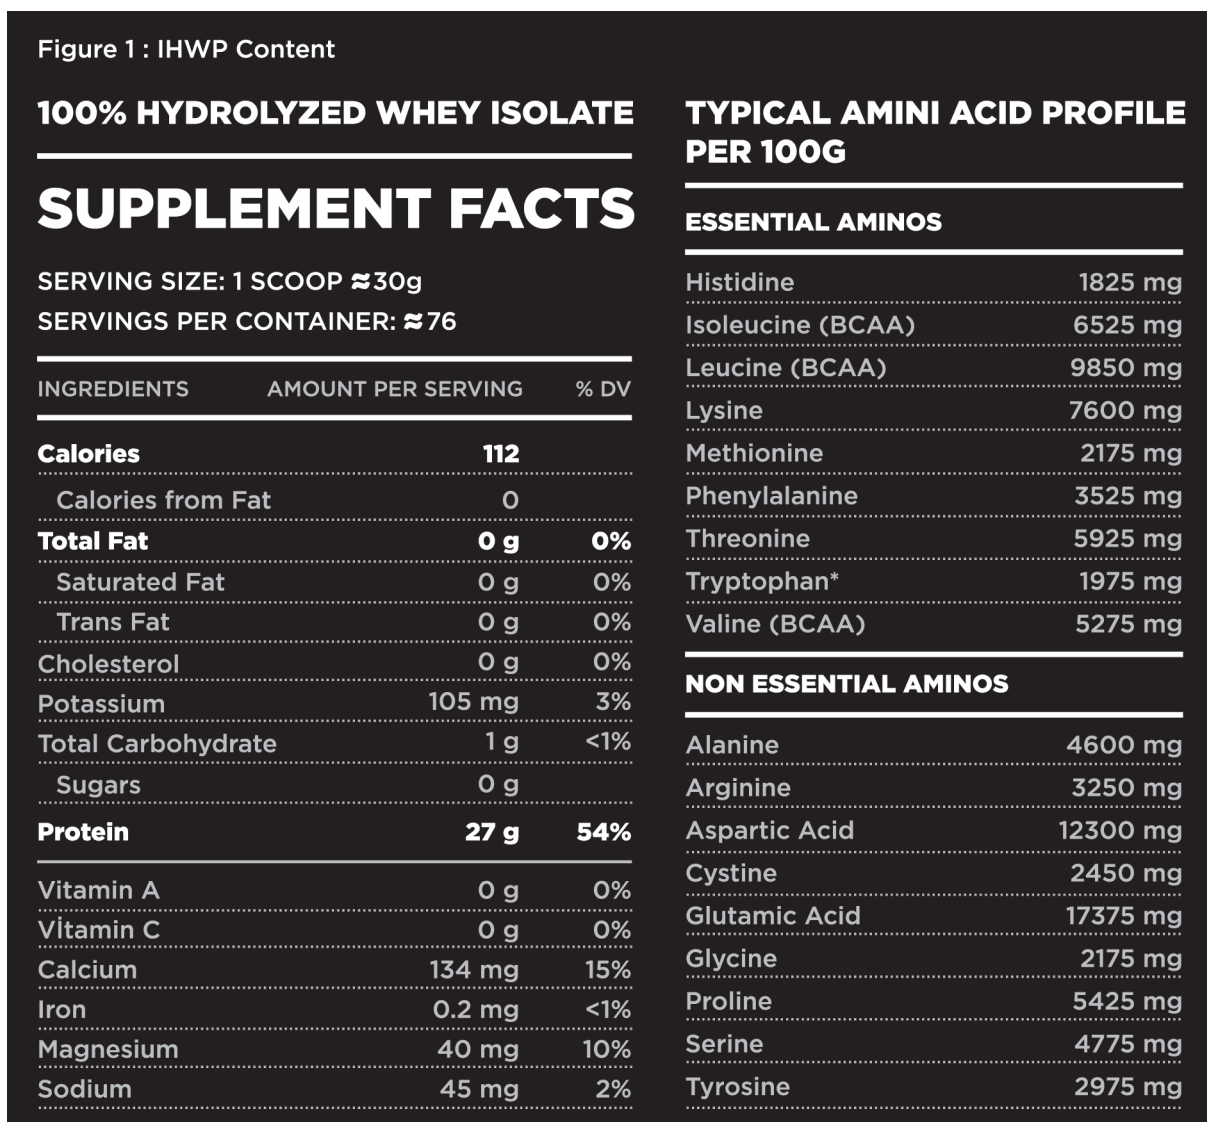 Figure 1 : IHWP Content
100% HYDROLYZED WHEY ISOLATE
SUPPLEMENT FACTS
SERVING SIZE: 1 SCOOP ≈30g
SERVINGS PER CONTAINER: ≈76
INGREDIENTS AMOUNT PER SERVING % DV
Calories 112
Calories from Fat 0
Total Fat 0 g 0%
Saturated Fat 0 g 0%
Trans Fat 0 g 0%
Cholesterol 0 g 0%
Potassium 105 mg 3%
Total Carbohydrate 1 g <1%
Sugars 0 g
Protein 27 g 54%
Vitamin A 0 g 0%
Vİtamin C 0 g 0%
Calcium 134 mg 15%
Iron 0.2 mg <1%
Magnesium 40 mg 10%
Sodium 45 mg 2%
TYPICAL AMINI ACID PROFILE
PER 100G
ESSENTIAL AMINOS
Histidine 1825 mg
Isoleucine (BCAA) 6525 mg
Leucine (BCAA) 9850 mg
Lysine 7600 mg
Methionine 2175 mg
Phenylalanine 3525 mg
Threonine 5925 mg
Tryptophan* 1975 mg
Valine (BCAA) 5275 mg
NON ESSENTIAL AMINOS
Alanine 4600 mg
Arginine 3250 mg
Aspartic Acid 12300 mg
Cystine 2450 mg
Glutamic Acid 17375 mg
Glycine 2175 mg
Proline 5425 mg
Serine 4775 mg
Tyrosine 2975 mg